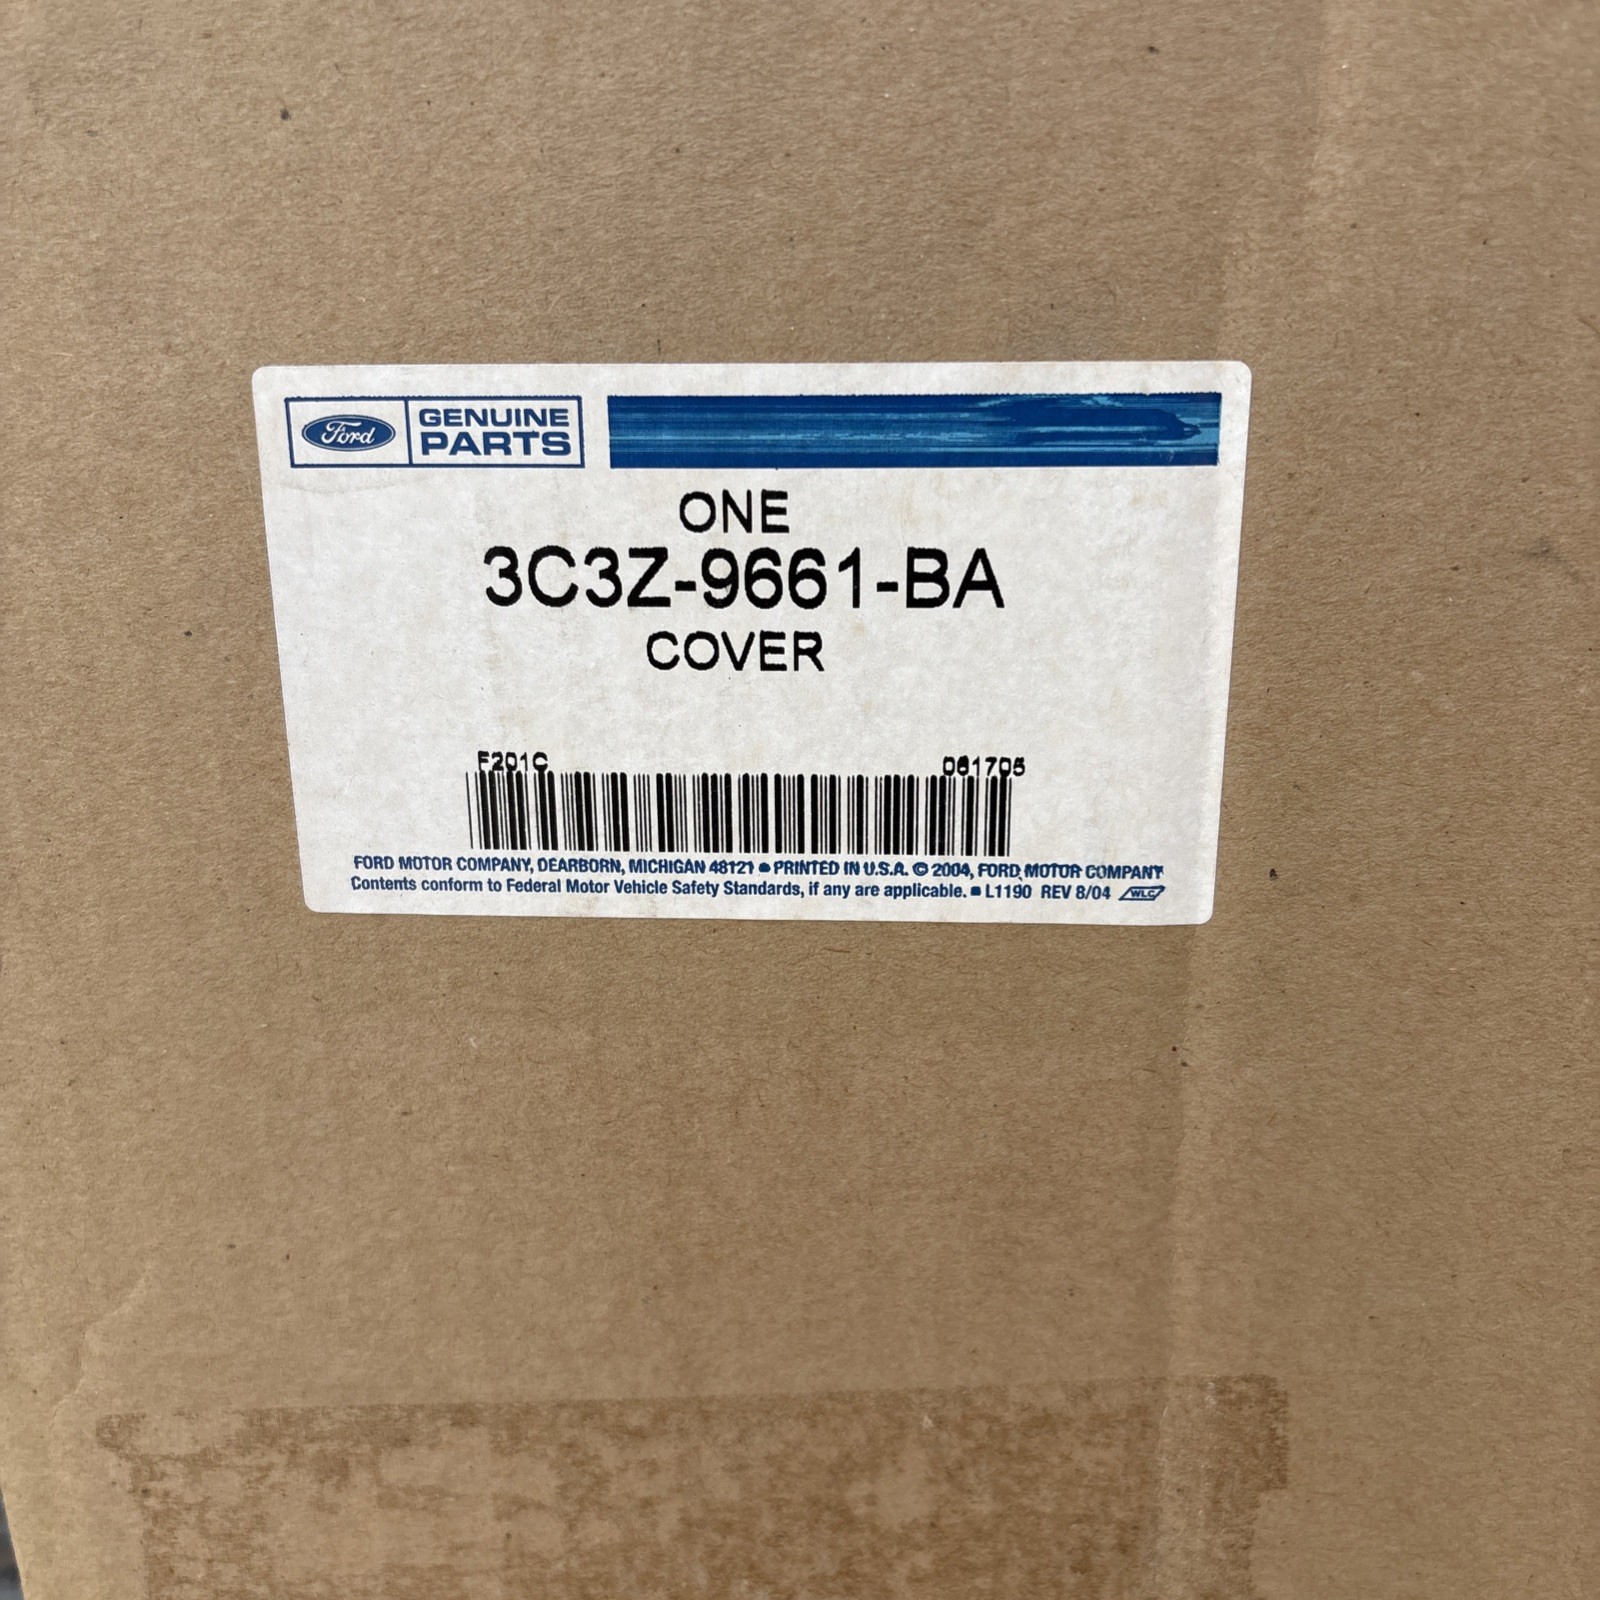 Ford
GENUINE
PARTS
ONE
3C3Z-9661-BA
COVER
F201C 061705
FORD MOTOR COMPANY, DEARBORN, MICHIGAN 48121 • PRINTED IN U.S.A. © 2004, FORD MOTOR COMPANY
Contents conform to Federal Motor Vehicle Safety Standards, if any are applicable. ▪ L1190 REV 8/04 WLC